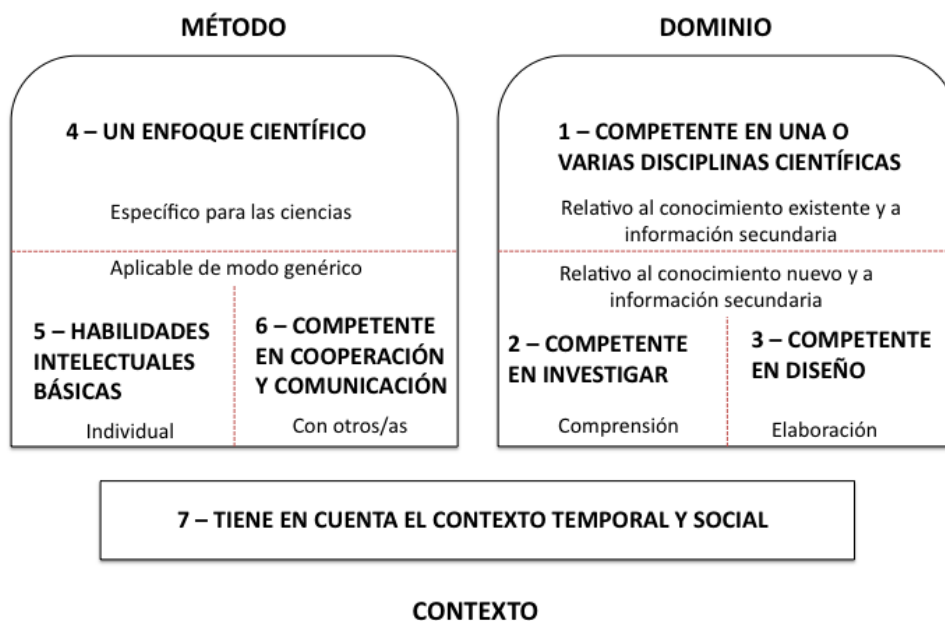 MÉTODO
4 – UN ENFOQUE CIENTÍFICO
Específico para las ciencias
Aplicable de modo genérico
5 – HABILIDADES
INTELECTUALES
BÁSICAS
Individual
6 – COMPETENTE
EN COOPERACIÓN
Y COMUNICACIÓN
Con otros/as
DOMINIO
1 – COMPETENTE EN UNA O
VARIAS DISCIPLINAS CIENTÍFICAS
Relativo al conocimiento existente y a
información secundaria
Relativo al conocimiento nuevo y a
información secundaria
2 – COMPETENTE
EN INVESTIGAR
Comprensión
3 – COMPETENTE
EN DISEÑO
Elaboración
7 – TIENE EN CUENTA EL CONTEXTO TEMPORAL Y SOCIAL
CONTEXTO